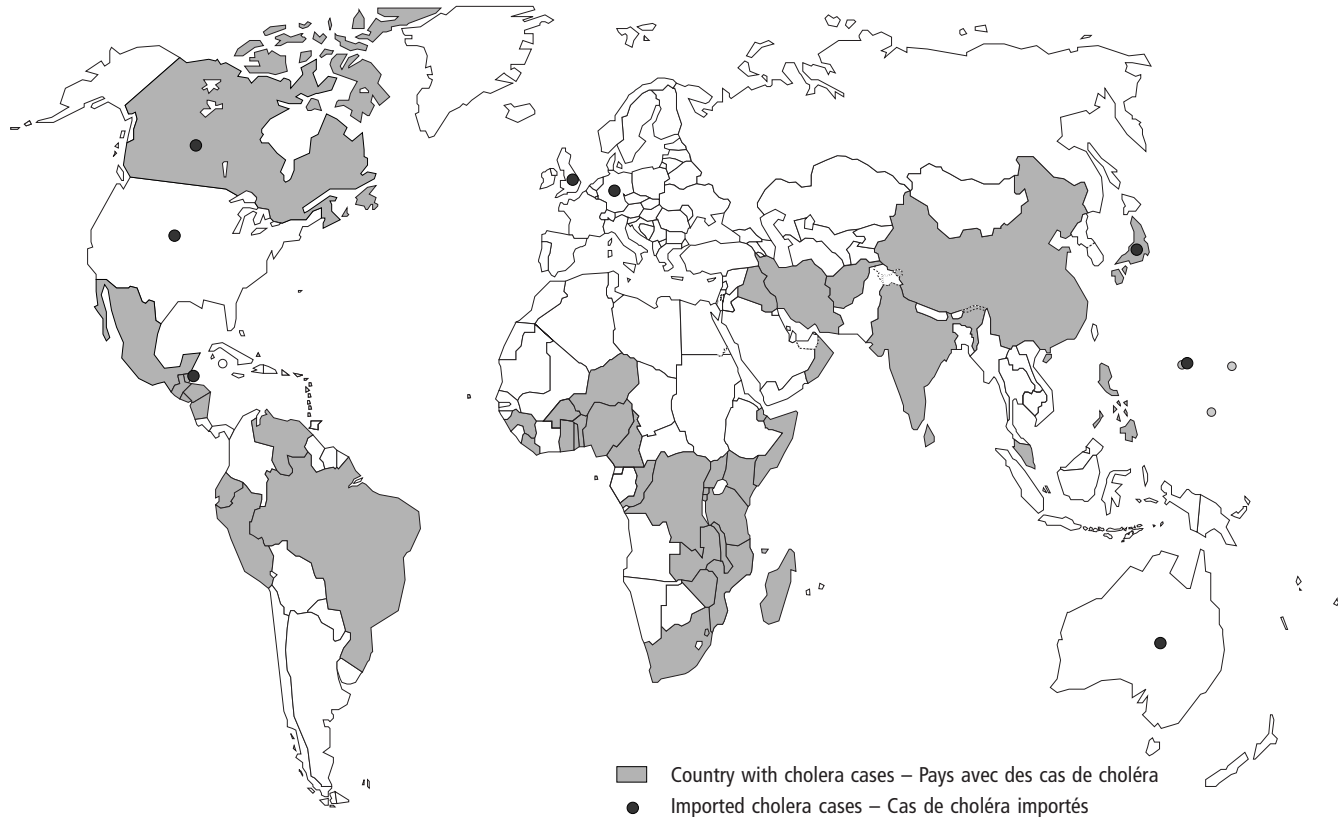 Country with cholera cases – Pays avec des cas de choléra
Imported cholera cases – Cas de choléra importés